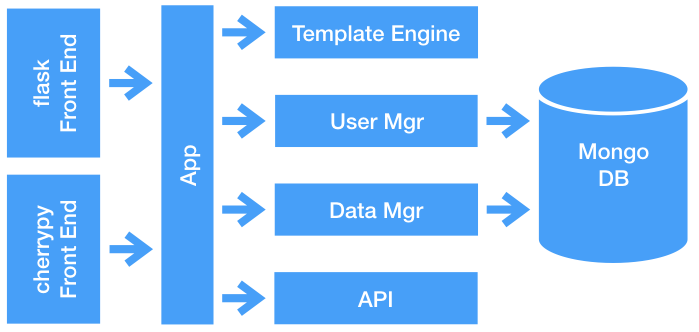 flask
Front End
cherrypy
Front End
App
Template Engine
User Mgr
Data Mgr
API
Mongo
DB